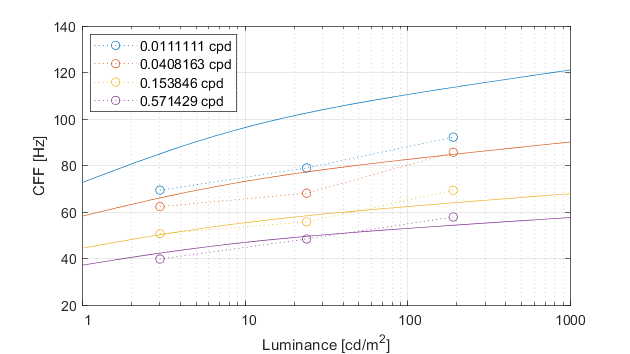 140
120
100
80
60
40
20
CFF [Hz]
0.0111111 cpd
0.0408163 cpd
0.153846 cpd
0.571429 cpd
1 10 100 1000
Luminance [cd/m²]